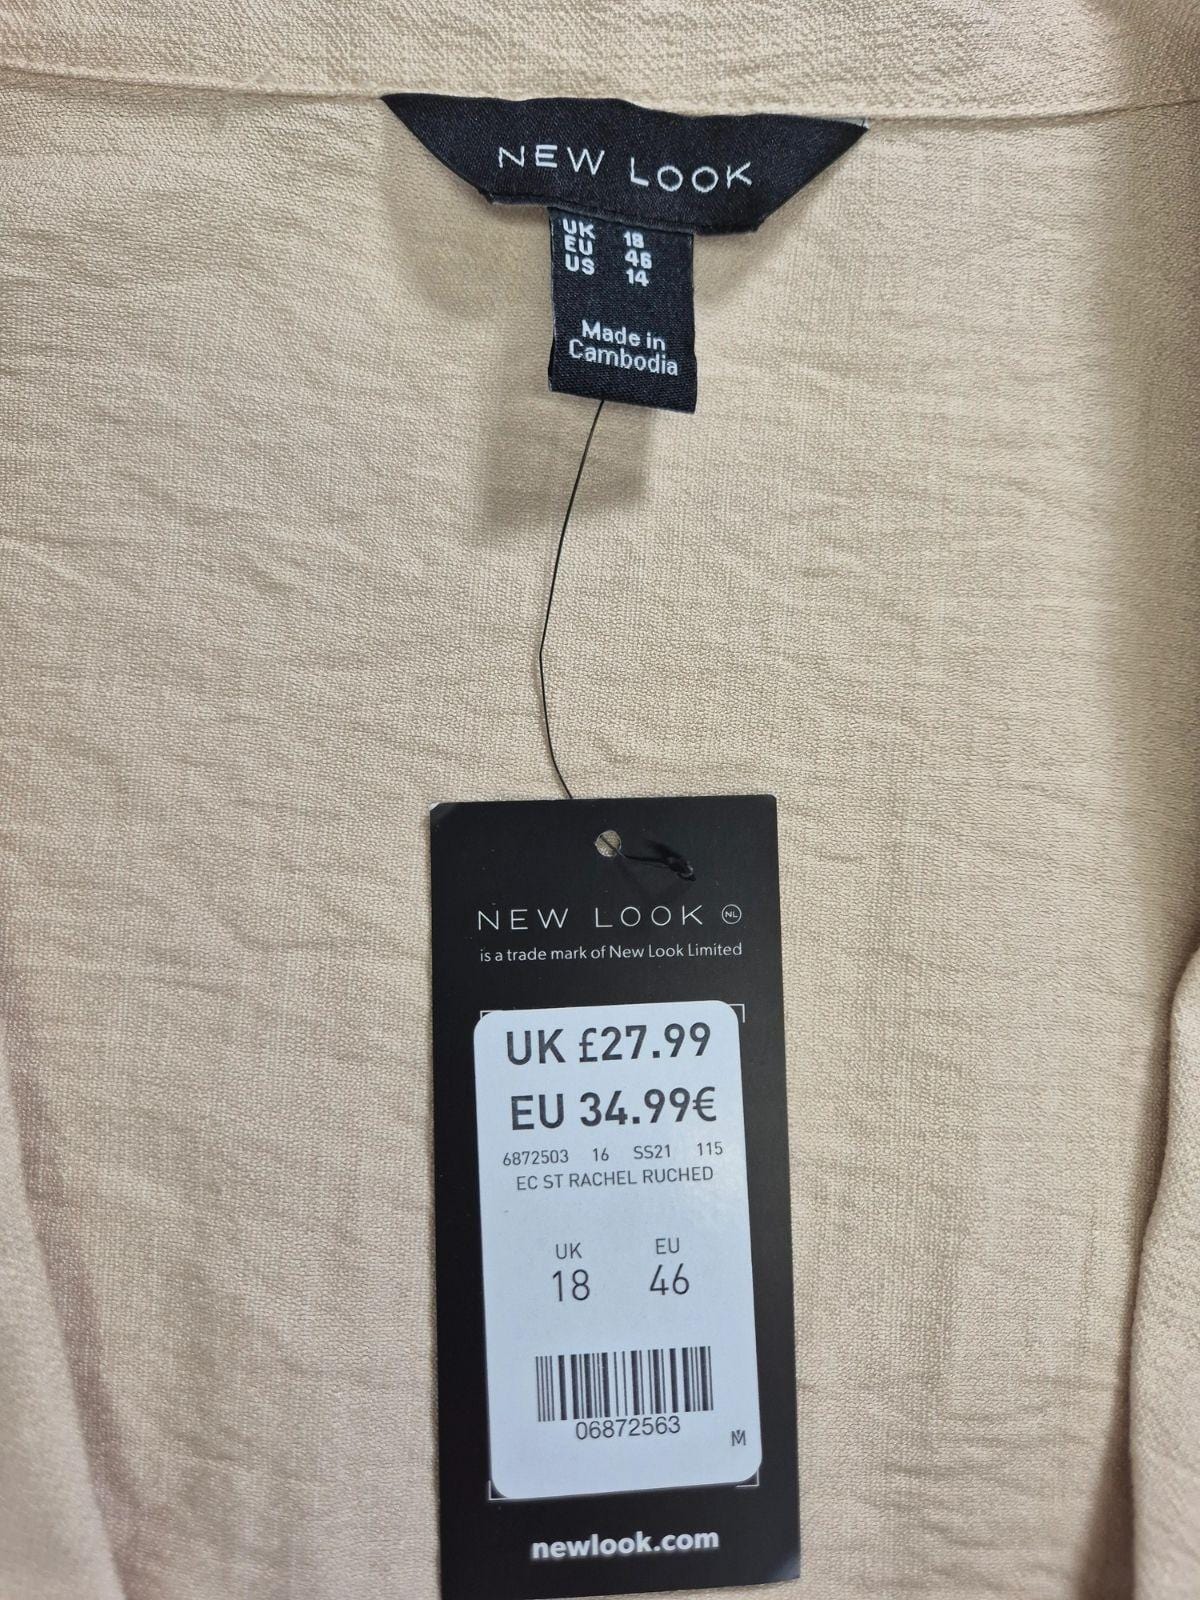 NEW LOOK
UK 18
EU 46
US 14
Made in
Cambodia
NEW LOOK NL
is a trade mark of New Look Limited
UK £27.99
EU 34.99€
6872503 16 SS21 115
EC ST RACHEL RUCHED
UK EU
18 46
06872563
M
newlook.com